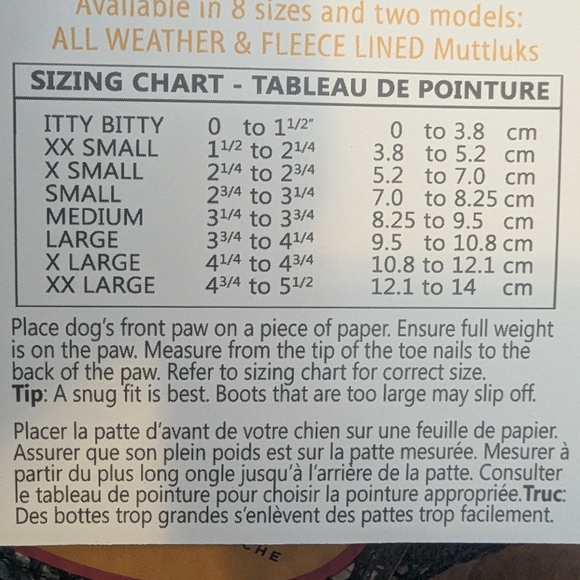 Available in 8 sizes and two models:
ALL WEATHER & FLEECE LINED Muttluks
SIZING CHART - TABLEAU DE POINTURE
ITTY BITTY 0 to 1 1/2" 0 to 3.8 cm
XX SMALL 1 1/2 to 2 1/4 3.8 to 5.2 cm
X SMALL 2 1/4 to 2 3/4 5.2 to 7.0 cm
SMALL 2 3/4 to 3 1/4 7.0 to 8.25 cm
MEDIUM 3 1/4 to 3 3/4 8.25 to 9.5 cm
LARGE 3 3/4 to 4 1/4 9.5 to 10.8 cm
X LARGE 4 1/4 to 4 3/4 10.8 to 12.1 cm
XX LARGE 4 3/4 to 5 1/2 12.1 to 14 cm
Place dog's front paw on a piece of paper. Ensure full weight
is on the paw. Measure from the tip of the toe nails to the
back of the paw. Refer to sizing chart for correct size.
Tip: A snug fit is best. Boots that are too large may slip off.
Placer la patte d'avant de votre chien sur une feuille de papier.
Assurer que son plein poids est sur la patte mesurée. Mesurer à
partir du plus long ongle jusqu'à l'arrière de la patte. Consulter
le tableau de pointure pour choisir la pointure appropriée.Truc:
Des bottes trop grandes s'enlèvent des pattes trop facilement.